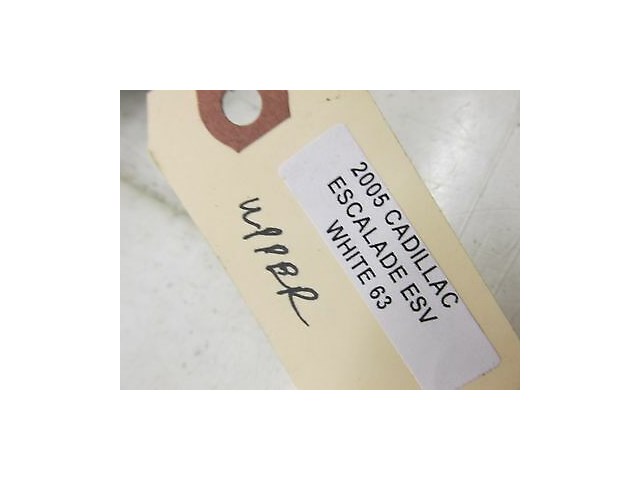 2005 CADILLAC
ESCALADE ESV
WHITE 63
UPPER